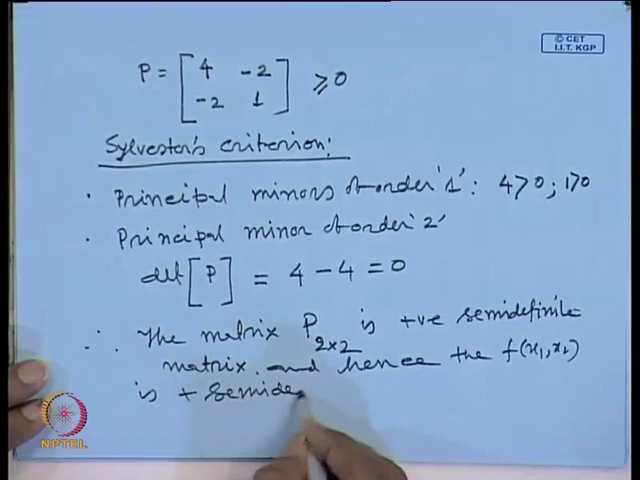 © CET
I.I.T. KGP
P = [4 -2
-2 1] ≥ 0
Sylvester's criterion:
· Principal minors of order '1': 4>0; 1>0
· Principal minor of order '2'
det [P] = 4 - 4 = 0
∴ The matrix P2x2 is +ve semidefinite
matrix. and hence the f(x1,x2)
is + semide
NPTEL